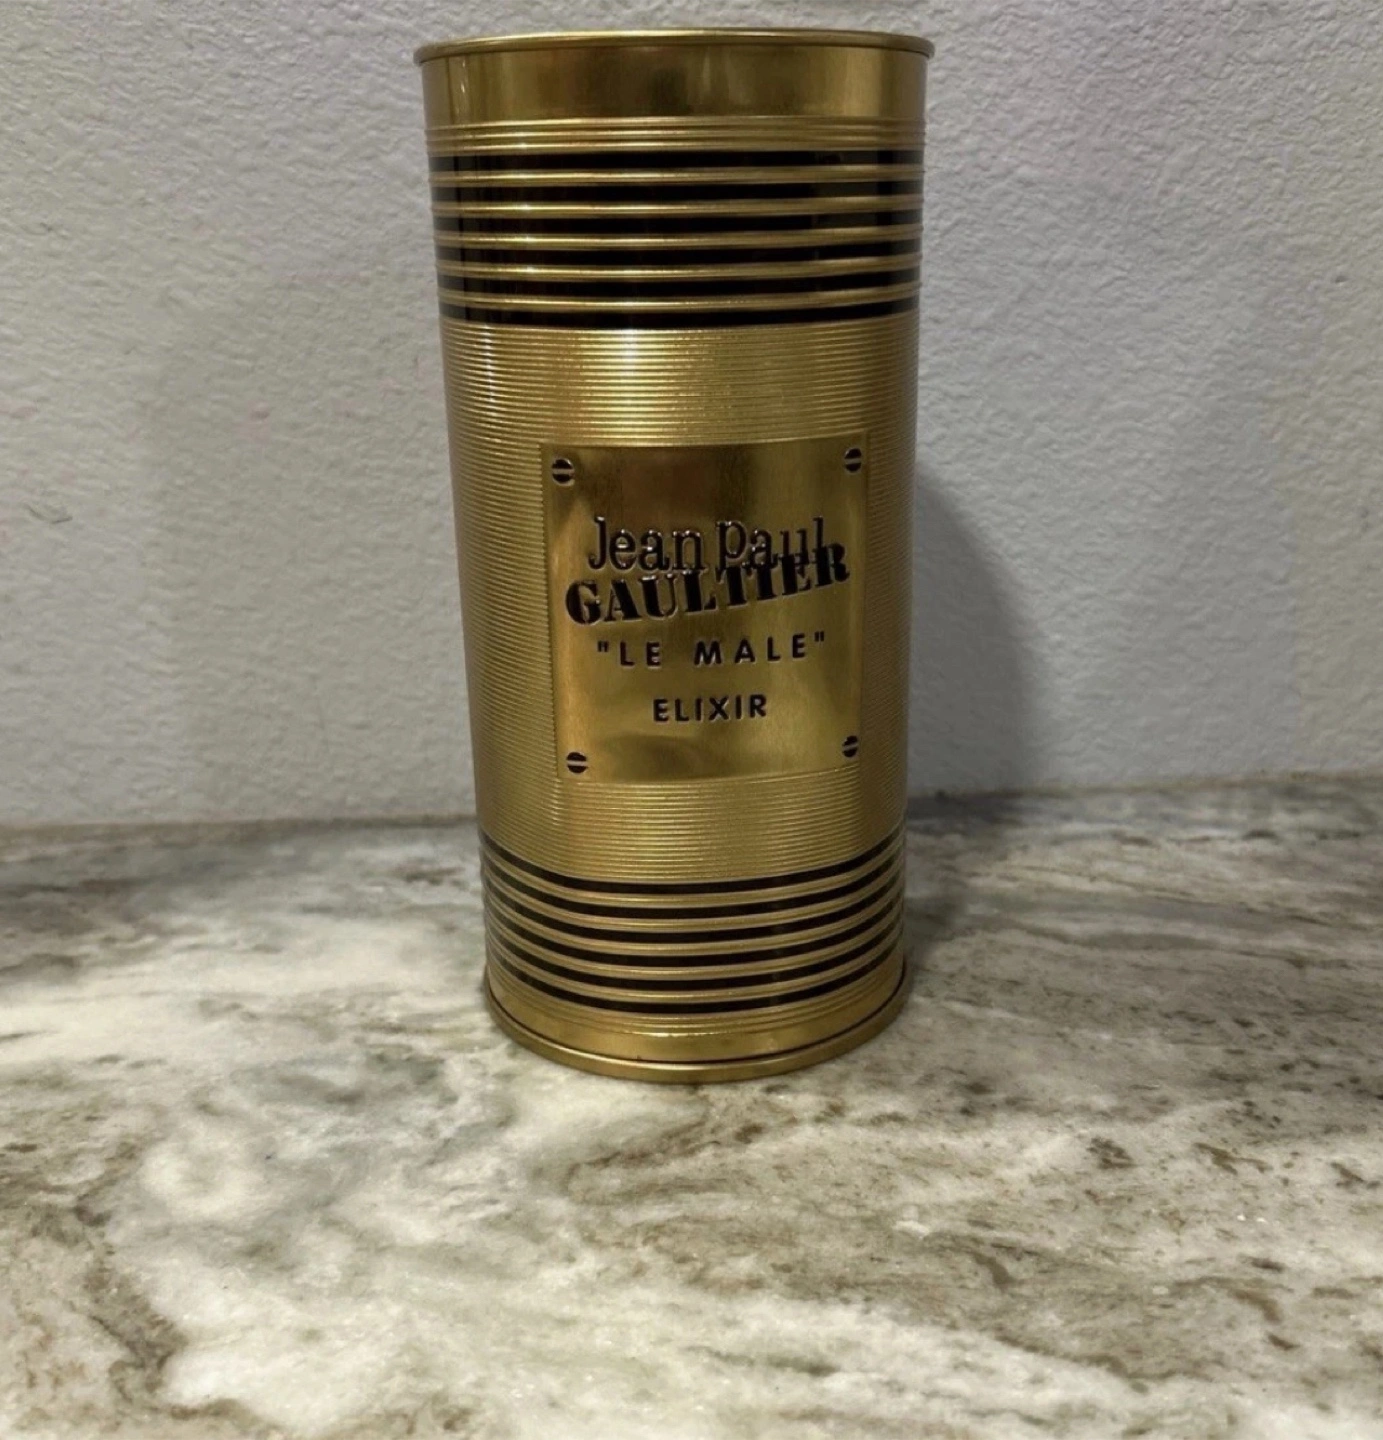 Jean Paul
GAULTIER
"LE MALE"
ELIXIR